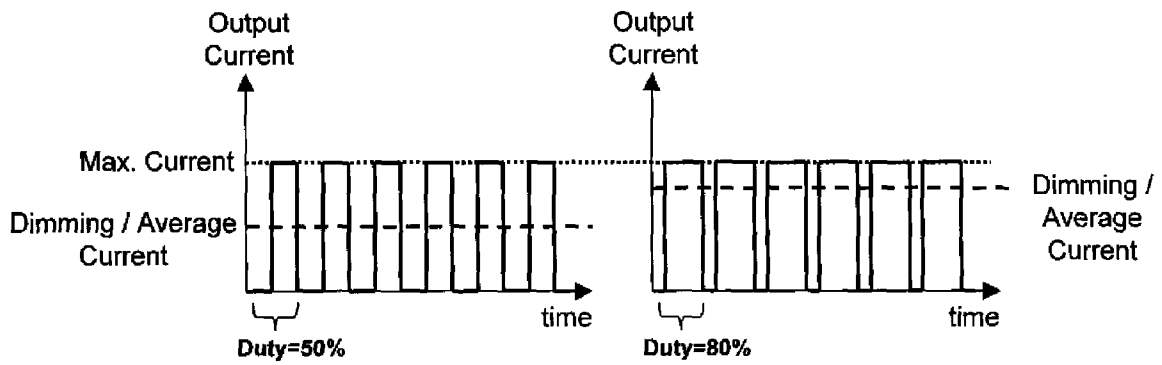 Output
Current
Max. Current
Dimming / Average
Current
time
Duty=50%
Output
Current
Dimming /
Average
Current
time
Duty=80%